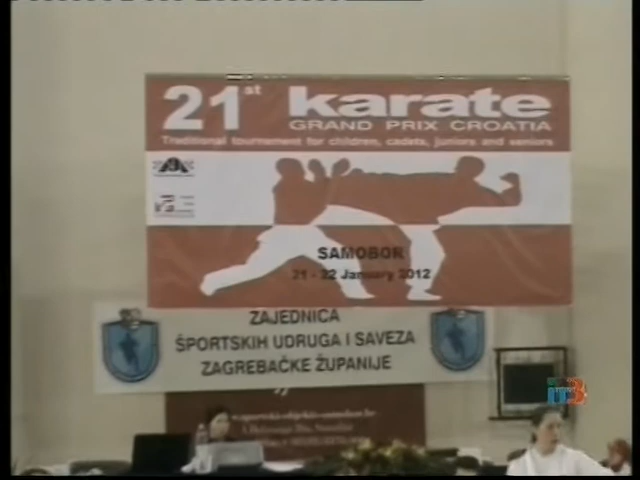 21st karate
GRAND PRIX CROATIA
Traditional tournament for children, cadets, juniors and seniors
SAMOBOR
21 - 22 January 2012
ZAJEDNICA
ŠPORTSKIH UDRUGA I SAVEZA
ZAGREBAČKE ŽUPANIJE